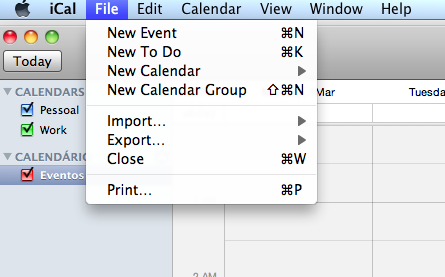 iCal File Edit Calendar View Window Help
New Event ⌘N
New To Do ⌘K
New Calendar
New Calendar Group ⇧⌘N
Import...
Export...
Close ⌘W
Print... ⌘P
Today
Mar Tuesda
CALENDARS
Pessoal
Work
CALENDÁRIO
Eventos
2 AM